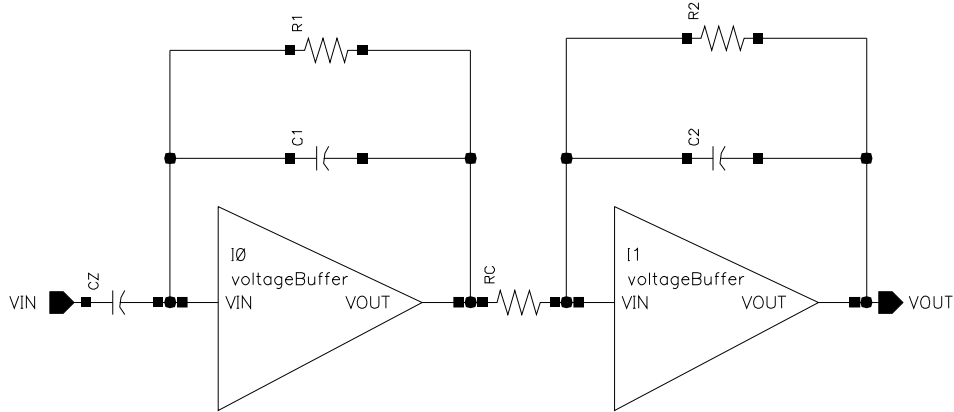 R1
R2
C1
C2
I0
voltageBuffer
I1
voltageBuffer
CZ
RC
VIN
VIN
VOUT
VIN
VOUT
VOUT